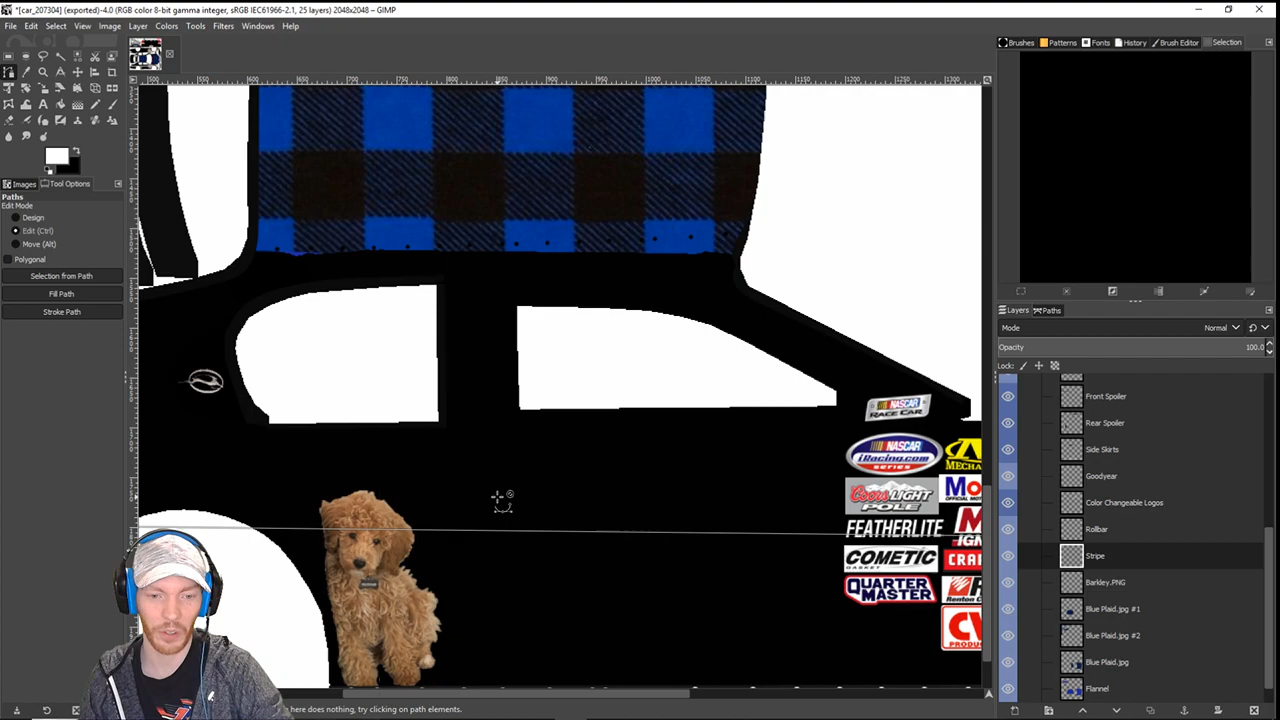 *[car_207304] (exported)-4.0 (RGB color 8-bit gamma integer, sRGB IEC61966-2.1, 25 layers) 2048x2048 – GIMP
File Edit Select View Image Layer Colors Tools Filters Windows Help
Brushes Patterns Fonts History Brush Editor Selection
Images Tool Options
Paths
Edit Mode
Design
Edit (Ctrl)
Move (Alt)
Polygonal
Selection from Path
Fill Path
Stroke Path
Layers Paths
Mode Normal
Opacity 100.0
Lock:
Front Spoiler
Rear Spoiler
Side Skirts
Goodyear
Color Changeable Logos
Rollbar
Stripe
Barkley.PNG
Blue Plaid.jpg #1
Blue Plaid.jpg #2
Blue Plaid.jpg
Flannel
NASCAR
RACE CAR
NASCAR
iRacing.com
SERIES
MECHA
Coors LIGHT
POLE
FEATHERLITE
COMETIC
GASKET
CRA
QUARTER
MASTER
here does nothing, try clicking on path elements.